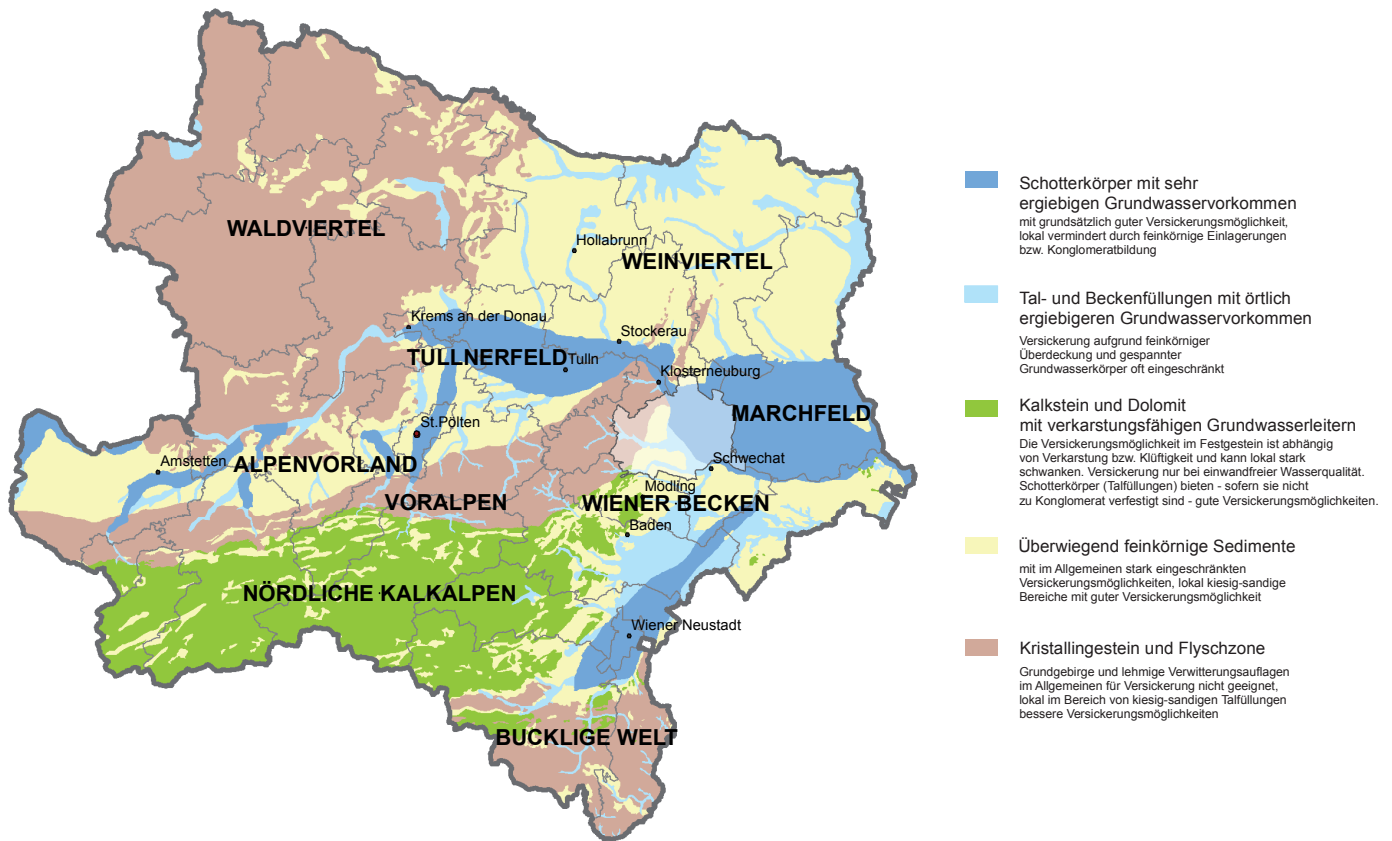 WALDVIERTEL
Hollabrunn
WEINVIERTEL
Krems an der Donau
Stockerau
TULLNERFELD
Tulln
Klosterneuburg
MARCHFELD
St.Pölten
Amstetten
ALPENVORLAND
Schwechat
Mödling
VORALPEN
WIENER BECKEN
Baden
NÖRDLICHE KALKALPEN
Wiener Neustadt
BUCKLIGE WELT
Schotterkörper mit sehr
ergiebigen Grundwasservorkommen
mit grundsätzlich guter Versickerungsmöglichkeit,
lokal vermindert durch feinkörnige Einlagerungen
bzw. Konglomeratbildung
Tal- und Beckenfüllungen mit örtlich
ergiebigeren Grundwasservorkommen
Versickerung aufgrund feinkörniger
Überdeckung und gespannter
Grundwasserkörper oft eingeschränkt
Kalkstein und Dolomit
mit verkarstungsfähigen Grundwasserleitern
Die Versickerungsmöglichkeit im Festgestein ist abhängig
von Verkarstung bzw. Klüftigkeit und kann lokal stark
schwanken. Versickerung nur bei einwandfreier Wasserqualität.
Schotterkörper (Talfüllungen) bieten - sofern sie nicht
zu Konglomerat verfestigt sind - gute Versickerungsmöglichkeiten.
Überwiegend feinkörnige Sedimente
mit im Allgemeinen stark eingeschränkten
Versickerungsmöglichkeiten, lokal kiesig-sandige
Bereiche mit guter Versickerungsmöglichkeit
Kristallingestein und Flyschzone
Grundgebirge und lehmige Verwitterungsauflagen
im Allgemeinen für Versickerung nicht geeignet,
lokal im Bereich von kiesig-sandigen Talfüllungen
bessere Versickerungsmöglichkeiten